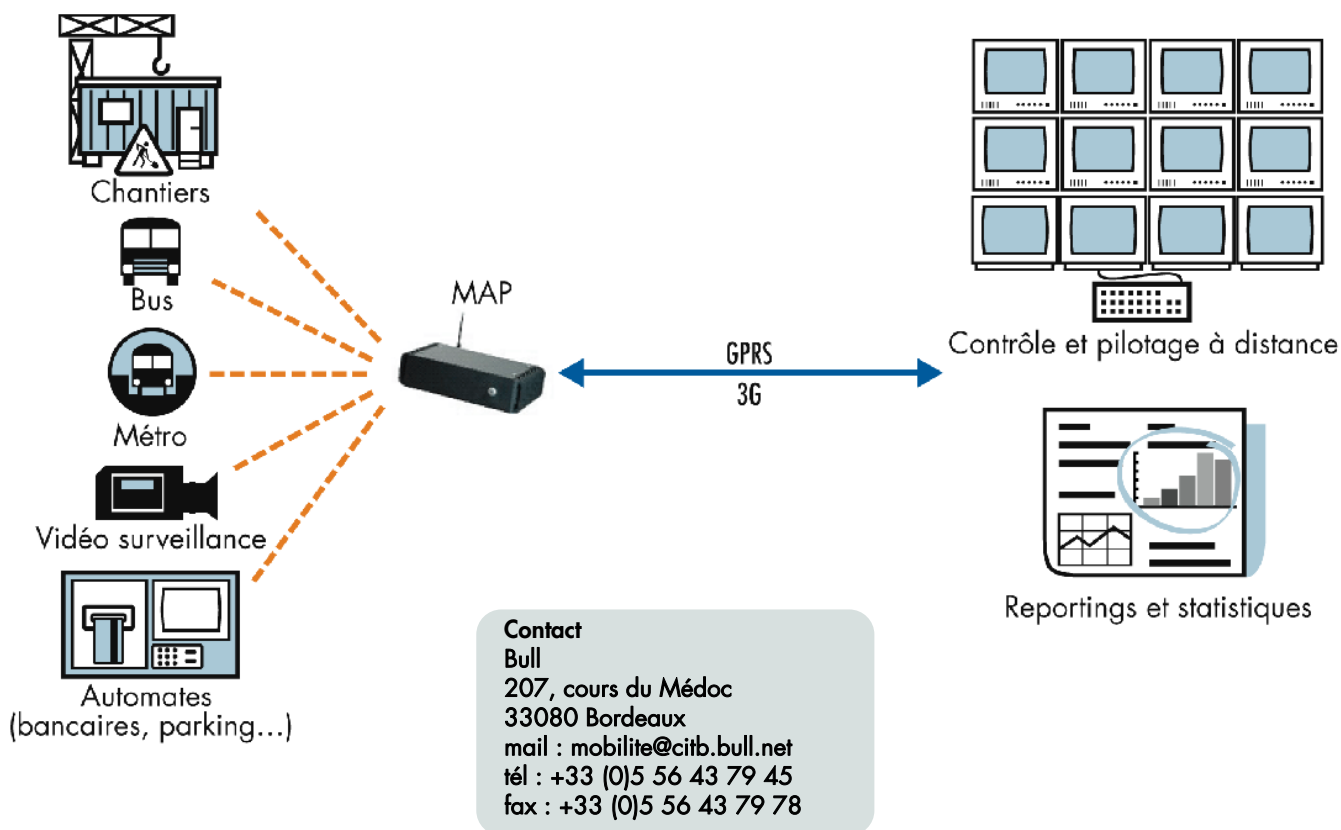 Chantiers
Bus
Métro
Vidéo surveillance
Automates
(bancaires, parking...)
MAP
GPRS
3G
Contrôle et pilotage à distance
Reportings et statistiques
Contact
Bull
207, cours du Médoc
33080 Bordeaux
mail : mobilite@citb.bull.net
tél : +33 (0)5 56 43 79 45
fax : +33 (0)5 56 43 79 78